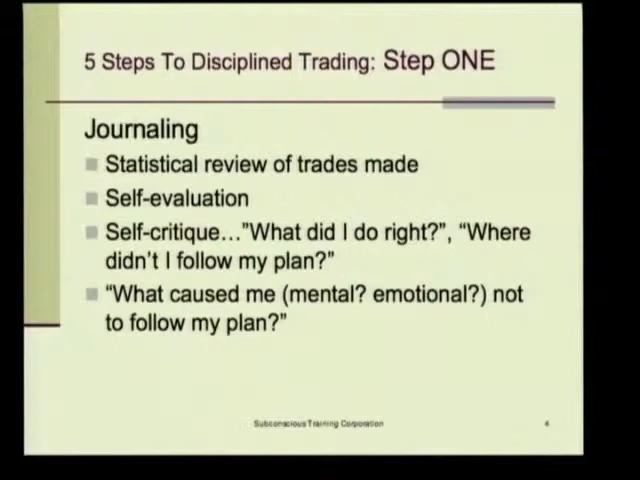 5 Steps To Disciplined Trading: Step ONE
Journaling
Statistical review of trades made
Self-evaluation
Self-critique…"What did I do right?", "Where
didn't I follow my plan?"
"What caused me (mental? emotional?) not
to follow my plan?"
Subconscious Training Corporation
4